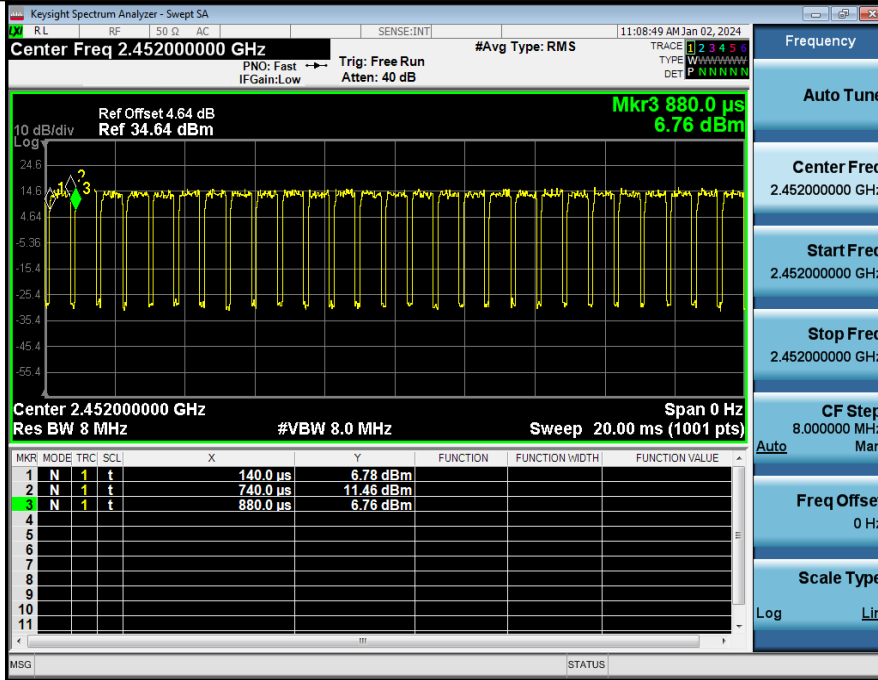 Keysight Spectrum Analyzer - Swept SA
LXI RL RF 50 Ω AC SENSE:INT 11:08:49 AM Jan 02, 2024
Center Freq 2.452000000 GHz #Avg Type: RMS TRACE 1 2 3 4 5 6
PNO: Fast Trig: Free Run TYPE WWWWWW
IFGain:Low Atten: 40 dB DET P N N N N N
Mkr3 880.0 µs
6.76 dBm
Ref Offset 4.64 dB
10 dB/div Ref 34.64 dBm
Log
24.6
14.6
4.64
-5.36
-15.4
-25.4
-35.4
-45.4
-55.4
1 2 3
Center 2.452000000 GHz Span 0 Hz
Res BW 8 MHz #VBW 8.0 MHz Sweep 20.00 ms (1001 pts)
MKR MODE TRC SCL X Y FUNCTION FUNCTION WIDTH FUNCTION VALUE
1 N 1 t 140.0 µs 6.78 dBm
2 N 1 t 740.0 µs 11.46 dBm
3 N 1 t 880.0 µs 6.76 dBm
4
5
6
7
8
9
10
11
MSG STATUS
Frequency
Auto Tune
Center Freq
2.452000000 GHz
Start Freq
2.452000000 GHz
Stop Freq
2.452000000 GHz
CF Step
8.000000 MHz
Auto Man
Freq Offset
0 Hz
Scale Type
Log Lin